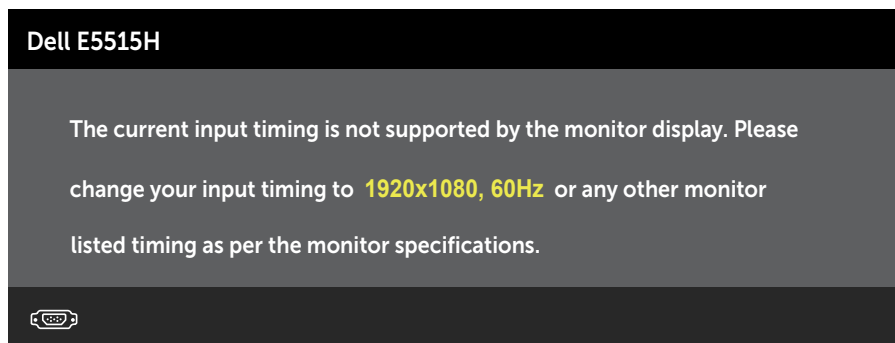 Dell E5515H
The current input timing is not supported by the monitor display. Please
change your input timing to 1920x1080, 60Hz or any other monitor
listed timing as per the monitor specifications.